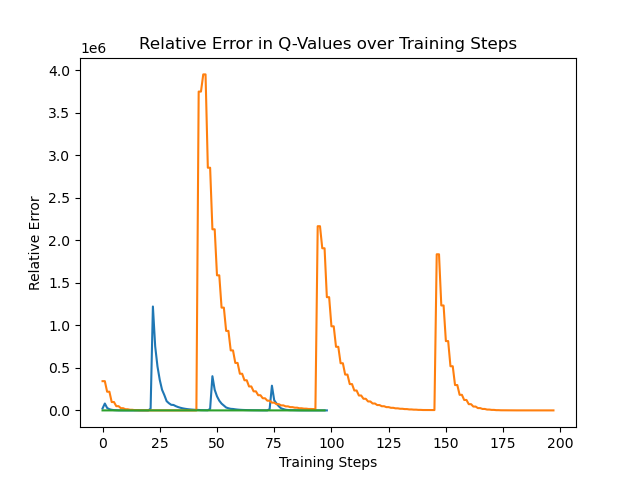 Relative Error in Q-Values over Training Steps
1e6
4.0
3.5
3.0
2.5
2.0
1.5
1.0
0.5
0.0
Relative Error
0 25 50 75 100 125 150 175 200
Training Steps